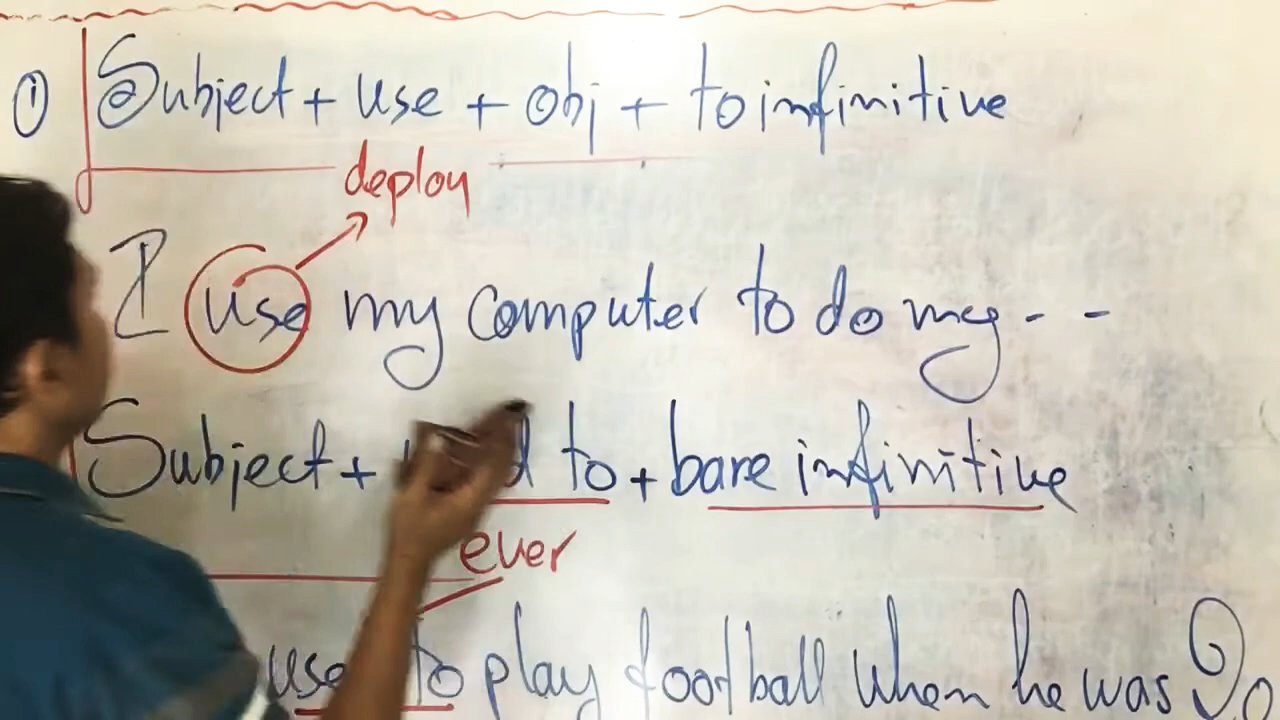 ① Subject + use + obj + to infinitive
deploy
I use my computer to do my - -
Subject + to + bare infinitive
ever
to play football when he was